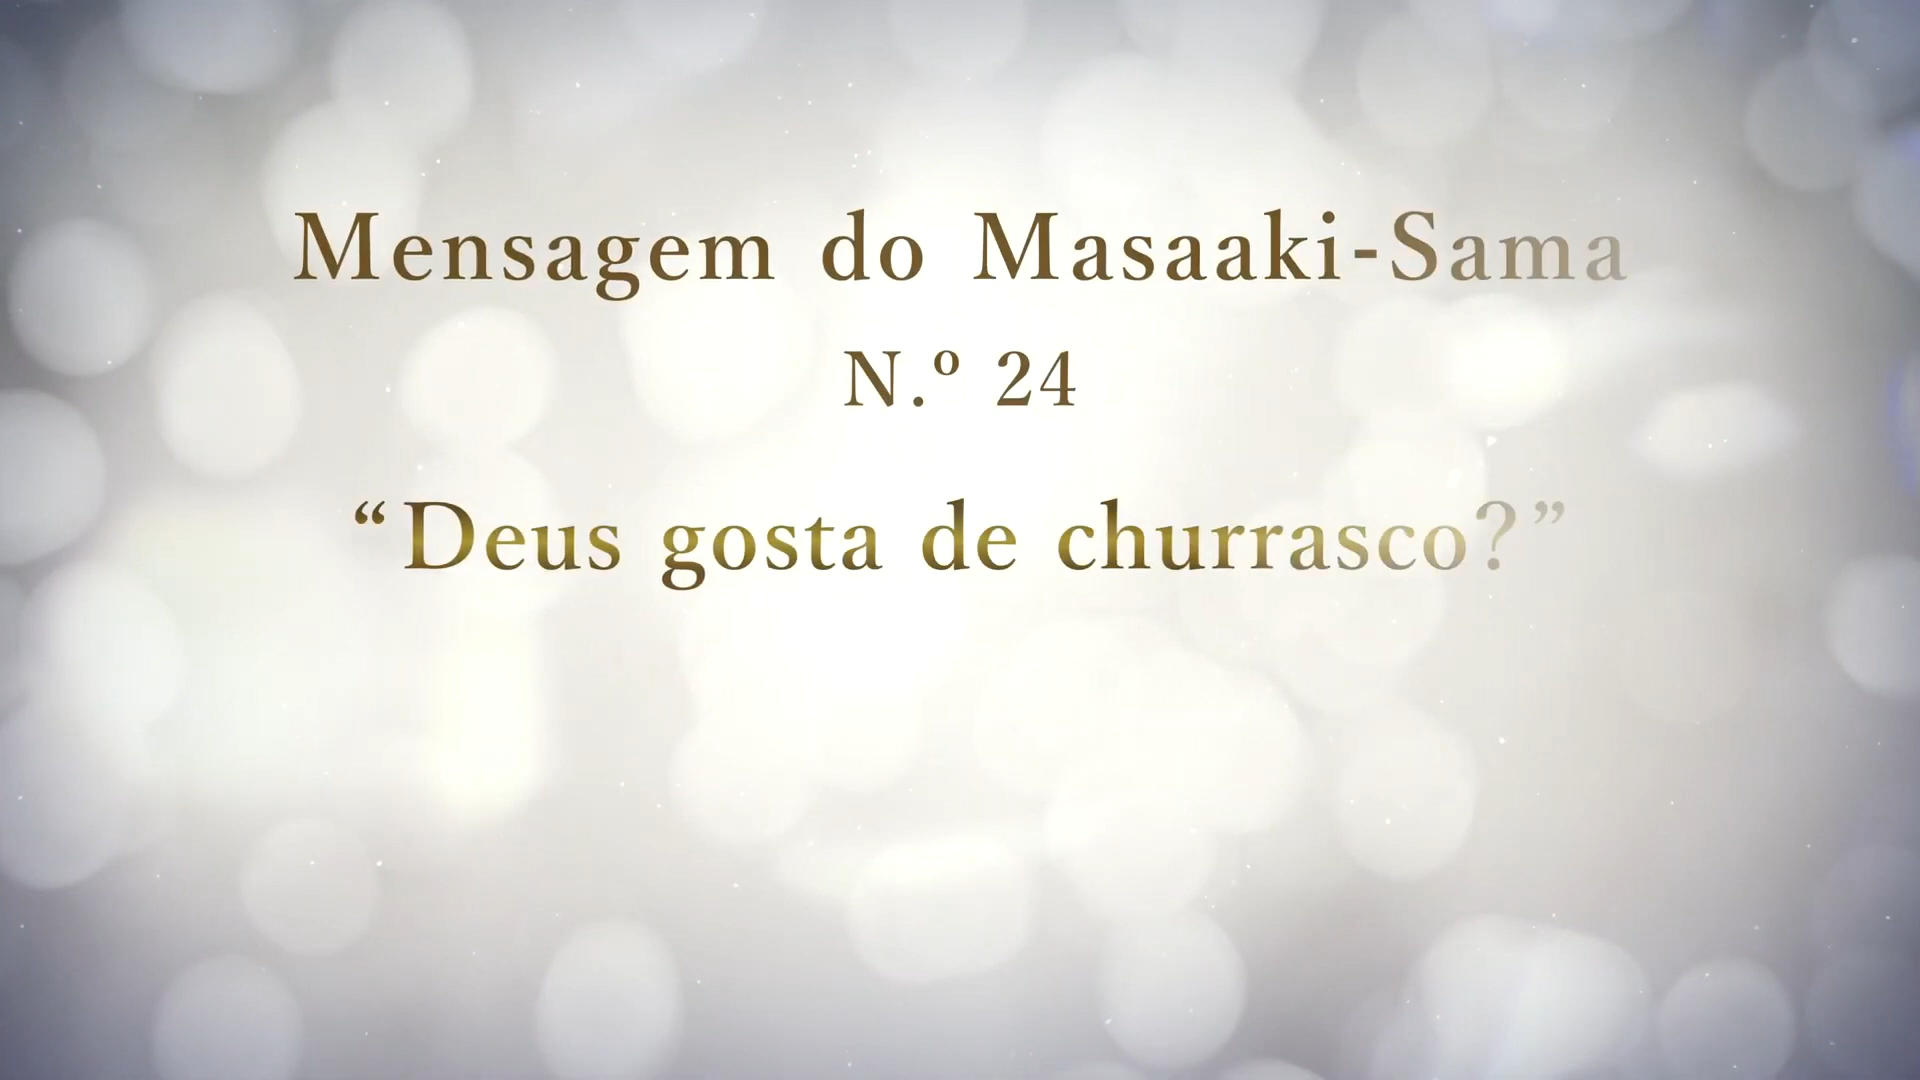 Mensagem do Masaaki-Sama
N.º 24
“Deus gosta de churrasco?”